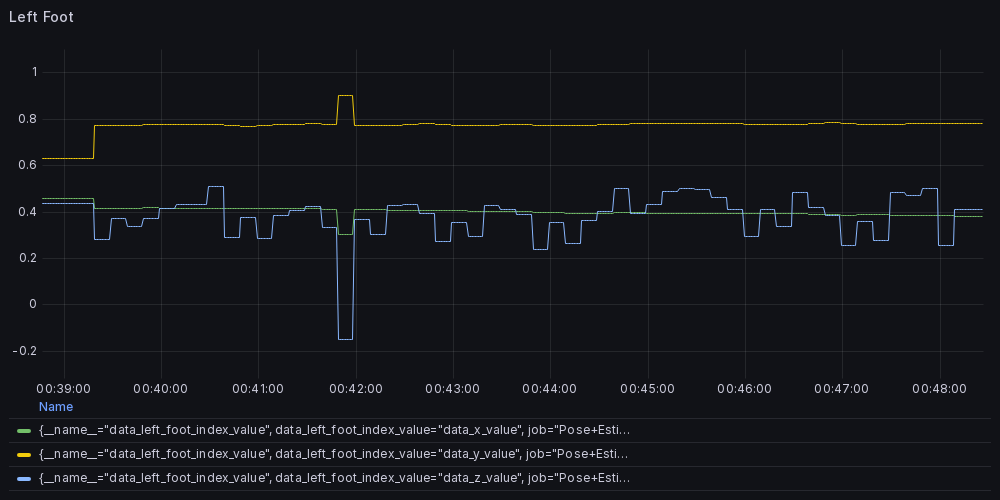 Left Foot
1
0.8
0.6
0.4
0.2
0
-0.2
00:39:00 00:40:00 00:41:00 00:42:00 00:43:00 00:44:00 00:45:00 00:46:00 00:47:00 00:48:00
Name
{__name__="data_left_foot_index_value", data_left_foot_index_value="data_x_value", job="Pose+Esti...
{__name__="data_left_foot_index_value", data_left_foot_index_value="data_y_value", job="Pose+Esti...
{__name__="data_left_foot_index_value", data_left_foot_index_value="data_z_value", job="Pose+Esti...